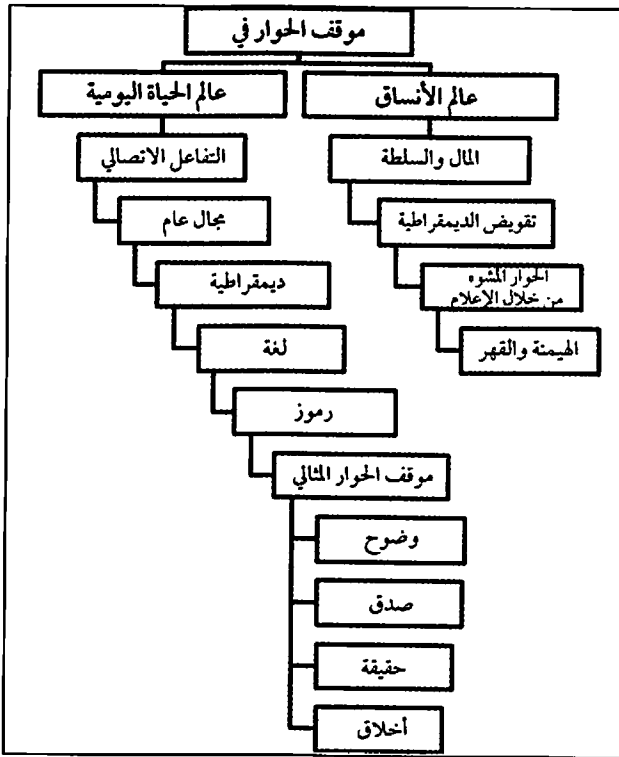 موقف الحوار في
عالم الأنساق
عالم الحياة اليومية
المال والسلطة
التفاعل الاتصالي
تقويض الديمقراطية
مجال عام
الحوار المشوه
من خلال الإعلام
ديمقراطية
الهيمنة والقهر
لغة
رموز
موقف الحوار المثالي
وضوح
صدق
حقيقة
أخلاق